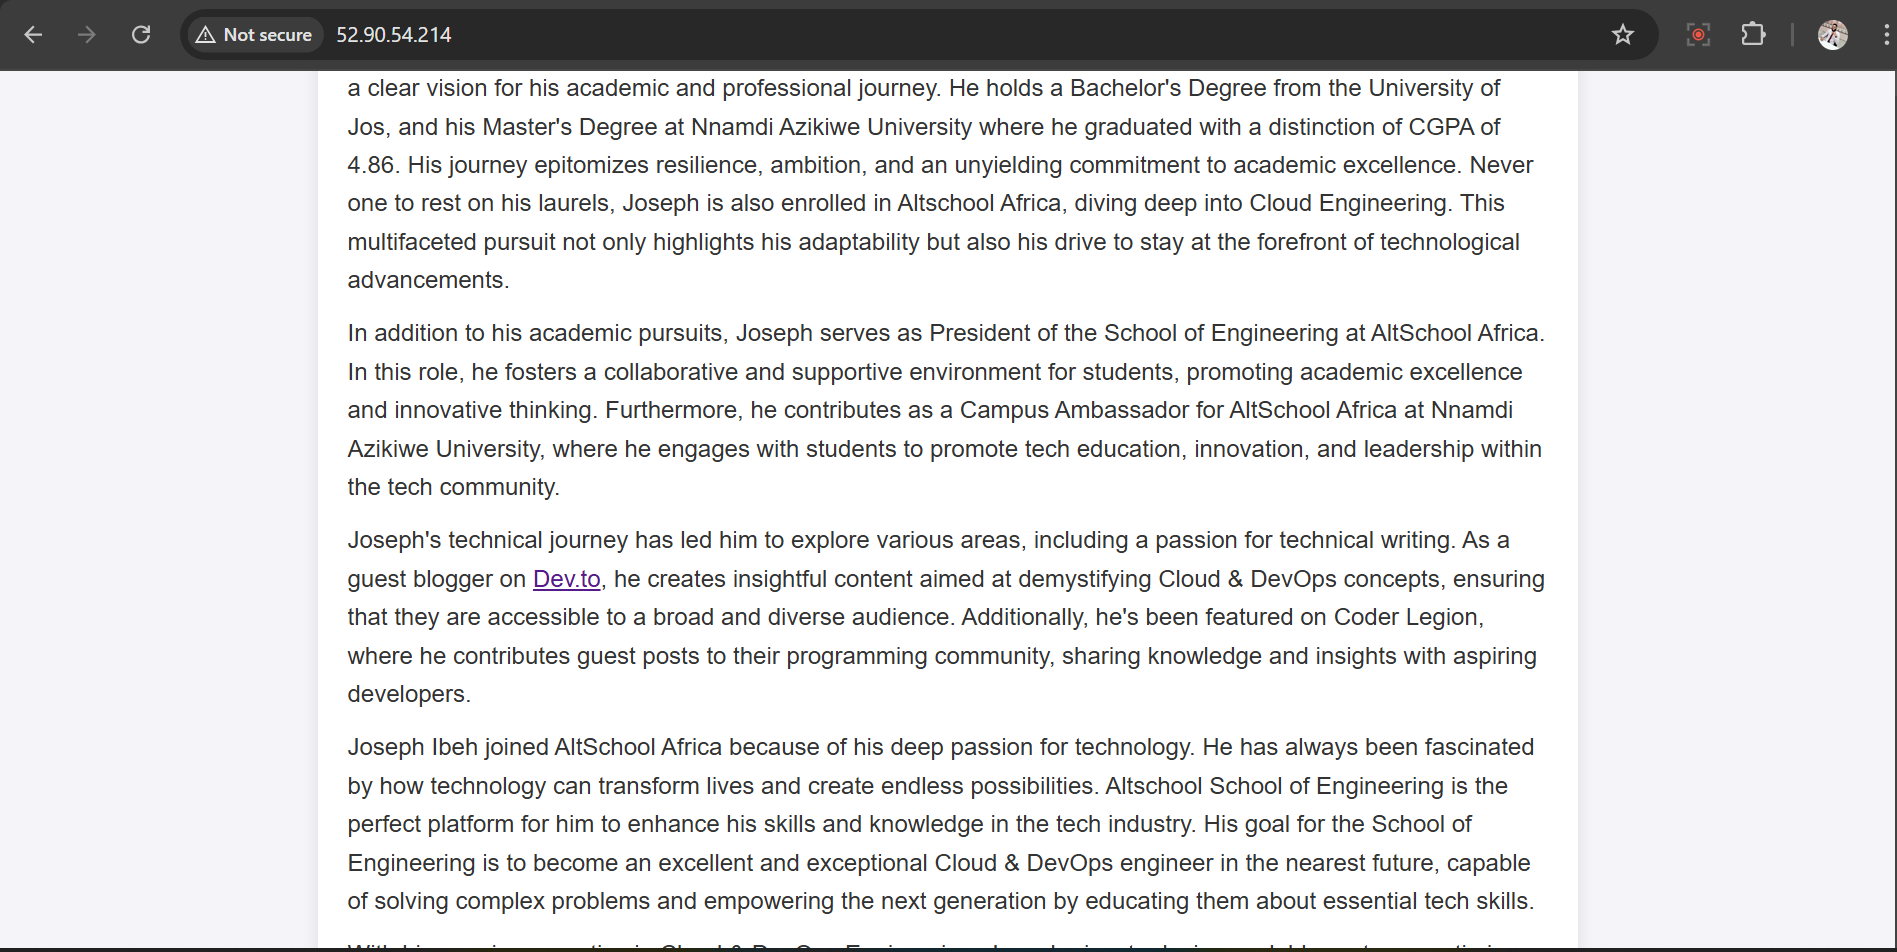 Not secure 52.90.54.214
a clear vision for his academic and professional journey. He holds a Bachelor's Degree from the University of
Jos, and his Master's Degree at Nnamdi Azikiwe University where he graduated with a distinction of CGPA of
4.86. His journey epitomizes resilience, ambition, and an unyielding commitment to academic excellence. Never
one to rest on his laurels, Joseph is also enrolled in Altschool Africa, diving deep into Cloud Engineering. This
multifaceted pursuit not only highlights his adaptability but also his drive to stay at the forefront of technological
advancements.
In addition to his academic pursuits, Joseph serves as President of the School of Engineering at AltSchool Africa.
In this role, he fosters a collaborative and supportive environment for students, promoting academic excellence
and innovative thinking. Furthermore, he contributes as a Campus Ambassador for AltSchool Africa at Nnamdi
Azikiwe University, where he engages with students to promote tech education, innovation, and leadership within
the tech community.
Joseph's technical journey has led him to explore various areas, including a passion for technical writing. As a
guest blogger on Dev.to, he creates insightful content aimed at demystifying Cloud & DevOps concepts, ensuring
that they are accessible to a broad and diverse audience. Additionally, he's been featured on Coder Legion,
where he contributes guest posts to their programming community, sharing knowledge and insights with aspiring
developers.
Joseph Ibeh joined AltSchool Africa because of his deep passion for technology. He has always been fascinated
by how technology can transform lives and create endless possibilities. Altschool School of Engineering is the
perfect platform for him to enhance his skills and knowledge in the tech industry. His goal for the School of
Engineering is to become an excellent and exceptional Cloud & DevOps engineer in the nearest future, capable
of solving complex problems and empowering the next generation by educating them about essential tech skills.